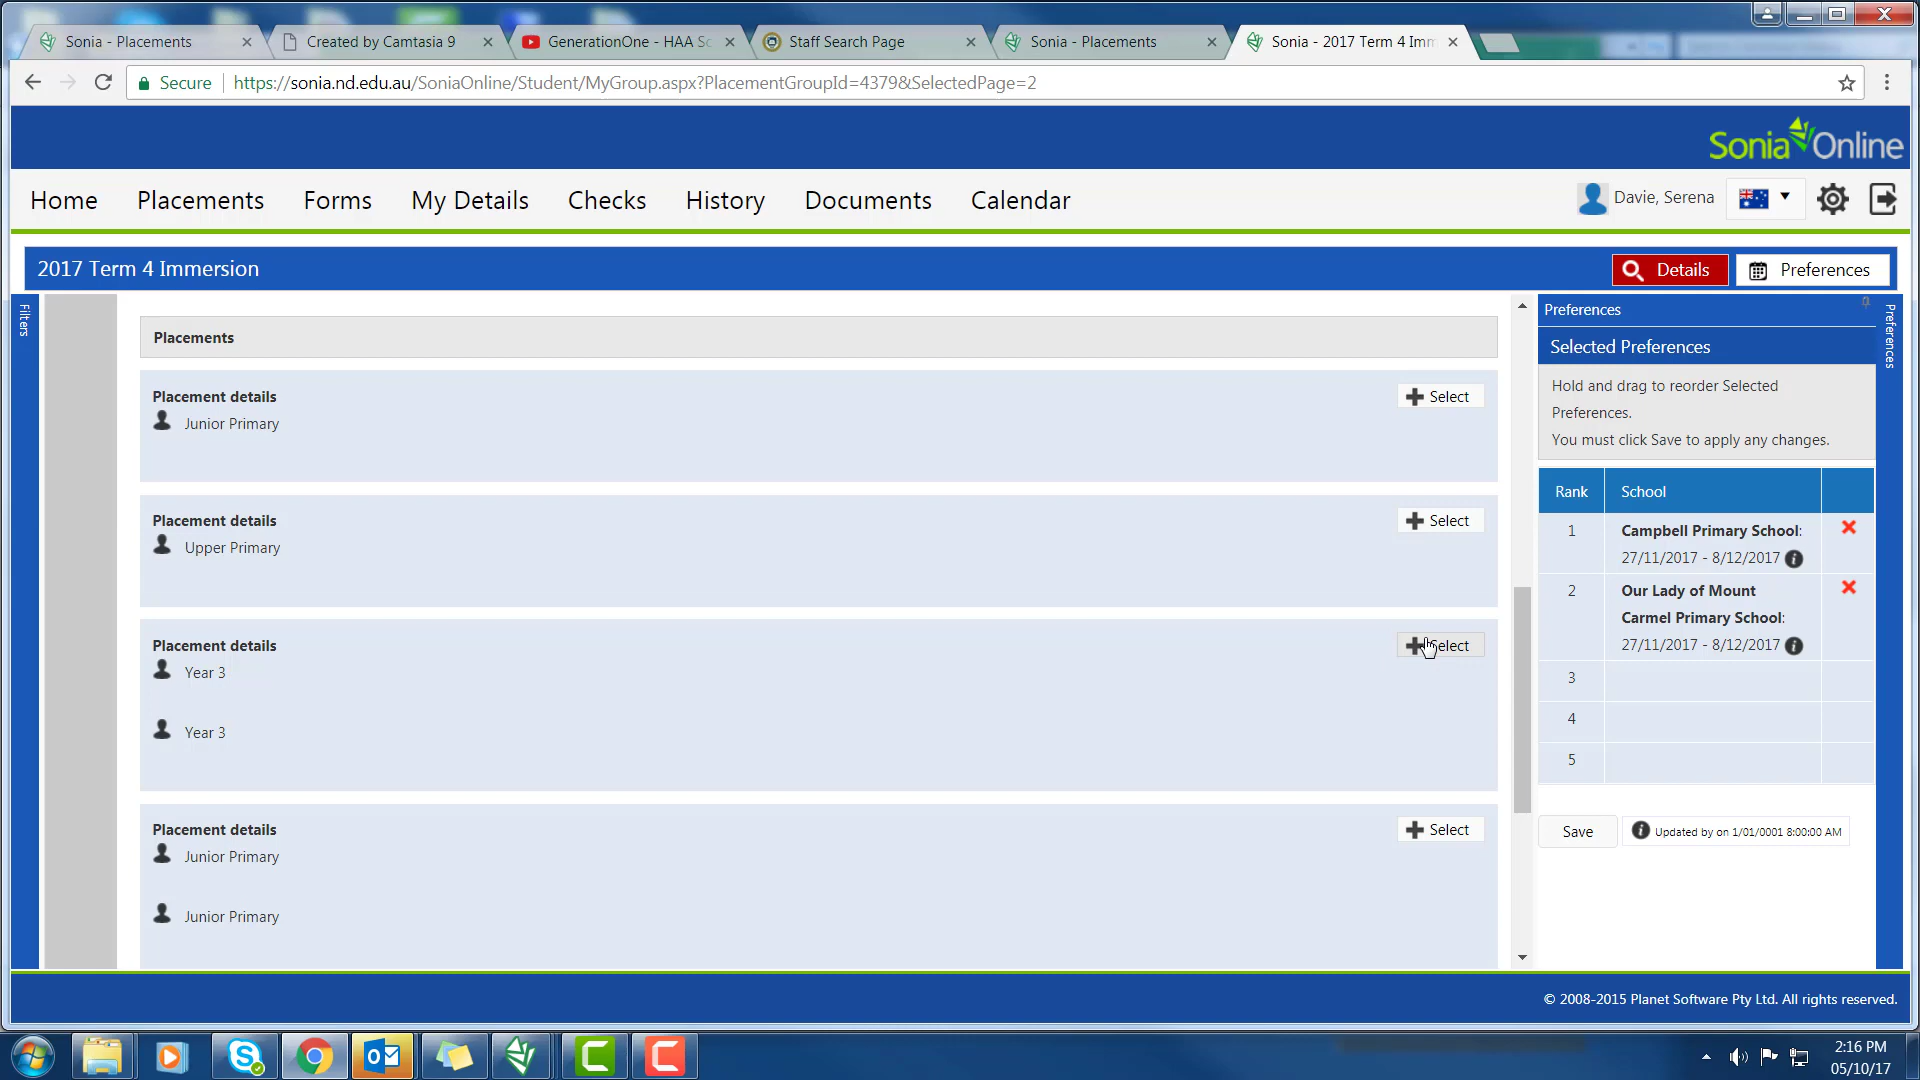 Sonia - Placements
Created by Camtasia 9
GenerationOne - HAA Sc
Staff Search Page
Sonia - Placements
Sonia - 2017 Term 4 Imm
Secure
https://sonia.nd.edu.au/SoniaOnline/Student/MyGroup.aspx?PlacementGroupId=4379&SelectedPage=2
Sonia Online
Home
Placements
Forms
My Details
Checks
History
Documents
Calendar
Davie, Serena
2017 Term 4 Immersion
Details
Preferences
Filters
Placements
Placement details
Select
Junior Primary
Placement details
Select
Upper Primary
Placement details
Select
Year 3
Year 3
Placement details
Select
Junior Primary
Junior Primary
Preferences
Preferences
Selected Preferences
Hold and drag to reorder Selected
Preferences.
You must click Save to apply any changes.
Rank School
1 Campbell Primary School:
27/11/2017 - 8/12/2017
2 Our Lady of Mount
Carmel Primary School:
27/11/2017 - 8/12/2017
3
4
5
Save
Updated by on 1/01/0001 8:00:00 AM
© 2008-2015 Planet Software Pty Ltd. All rights reserved.
2:16 PM
05/10/17